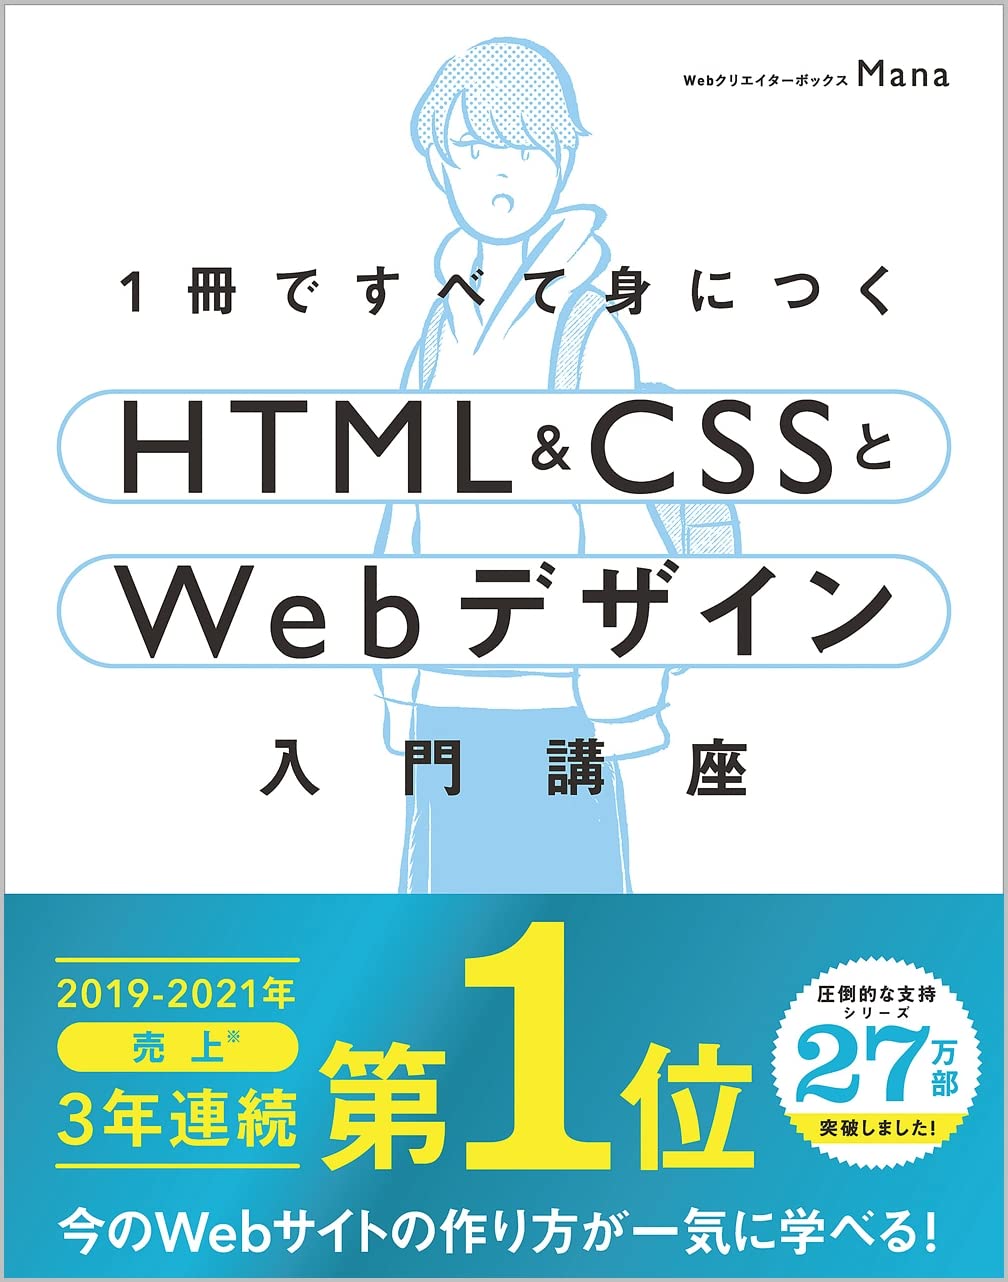 Webクリエイターボックス Mana
1冊ですべて身につく
HTML&CSSと
Webデザイン
入門講座
2019-2021年
売上※
3年連続
第1位
圧倒的な支持
シリーズ
27万部
突破しました!
今のWebサイトの作り方が一気に学べる!